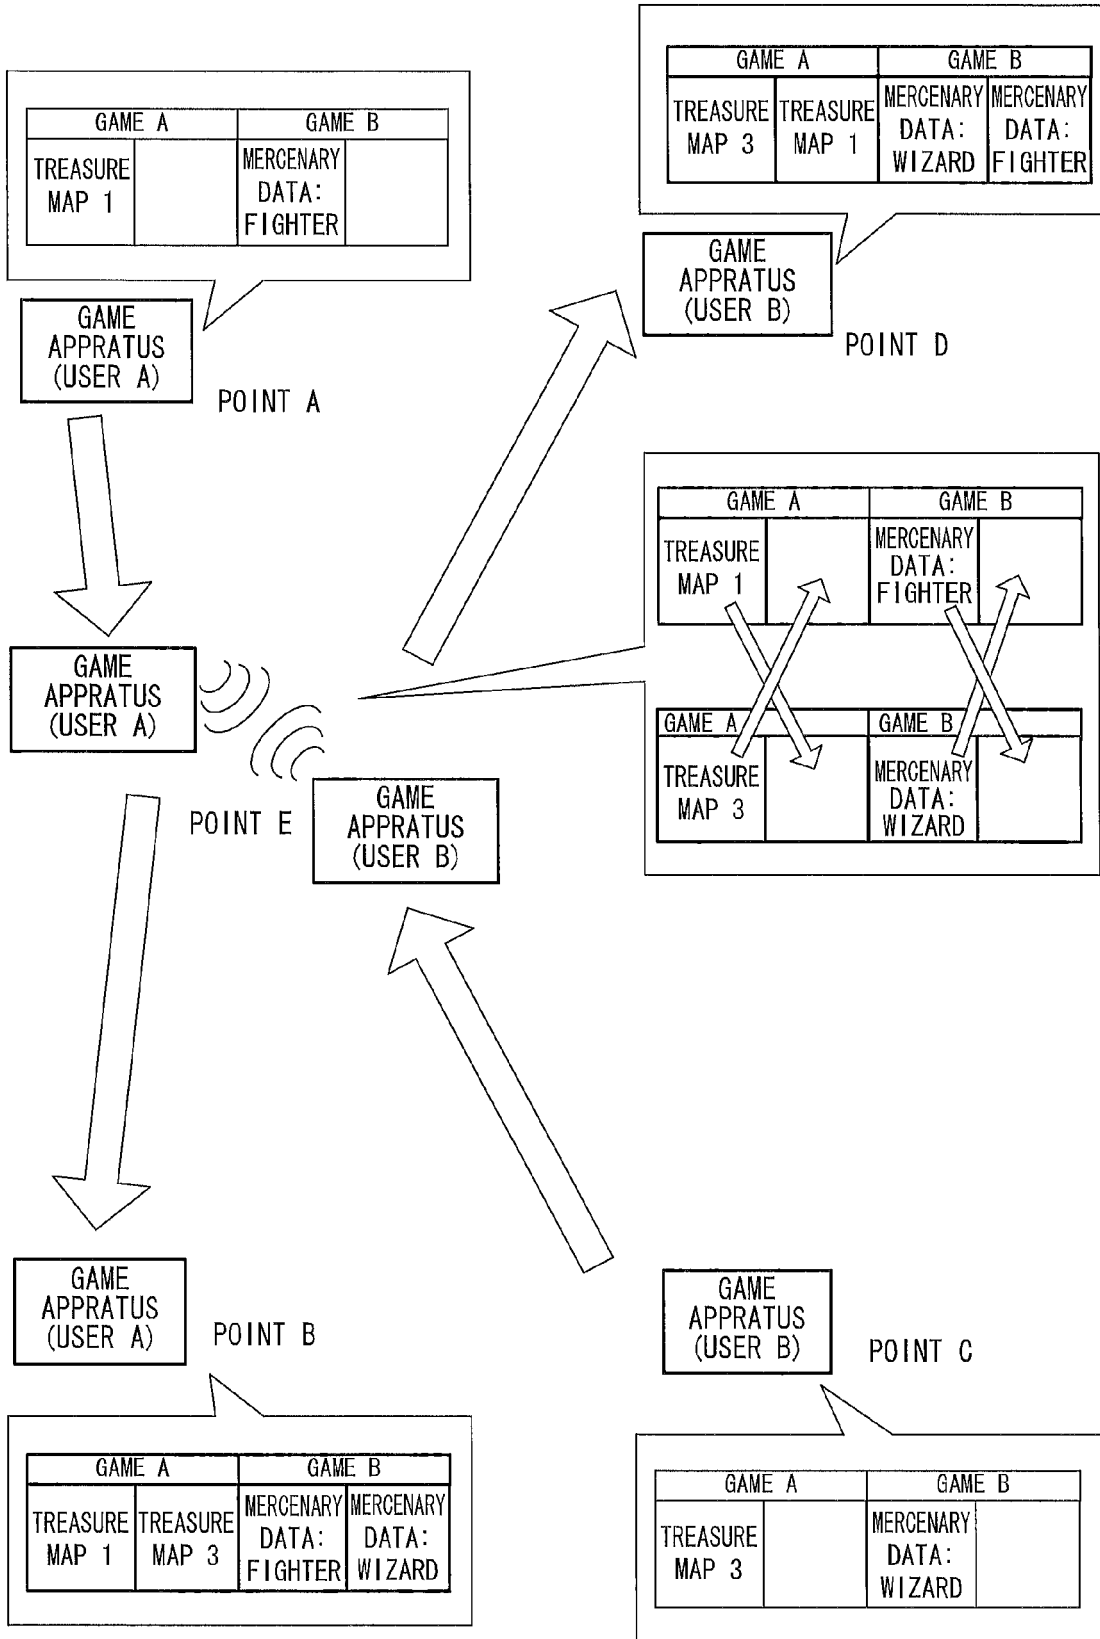 GAME A GAME B
TREASURE MAP 3
TREASURE MAP 1
MERCENARY DATA: WIZARD
MERCENARY DATA: FIGHTER
GAME
APPRATUS
(USER B)
POINT D
GAME A GAME B
TREASURE
MAP 1
MERCENARY
DATA:
FIGHTER
GAME
APPRATUS
(USER A)
POINT A
GAME A GAME B
TREASURE
MAP 1
MERCENARY
DATA:
FIGHTER
GAME A GAME B
TREASURE
MAP 3
MERCENARY
DATA:
WIZARD
GAME
APPRATUS
(USER A)
POINT E
GAME
APPRATUS
(USER B)
GAME
APPRATUS
(USER A)
POINT B
GAME A GAME B
TREASURE
MAP 1
TREASURE
MAP 3
MERCENARY
DATA:
FIGHTER
MERCENARY
DATA:
WIZARD
GAME
APPRATUS
(USER B)
POINT C
GAME A GAME B
TREASURE
MAP 3
MERCENARY
DATA:
WIZARD